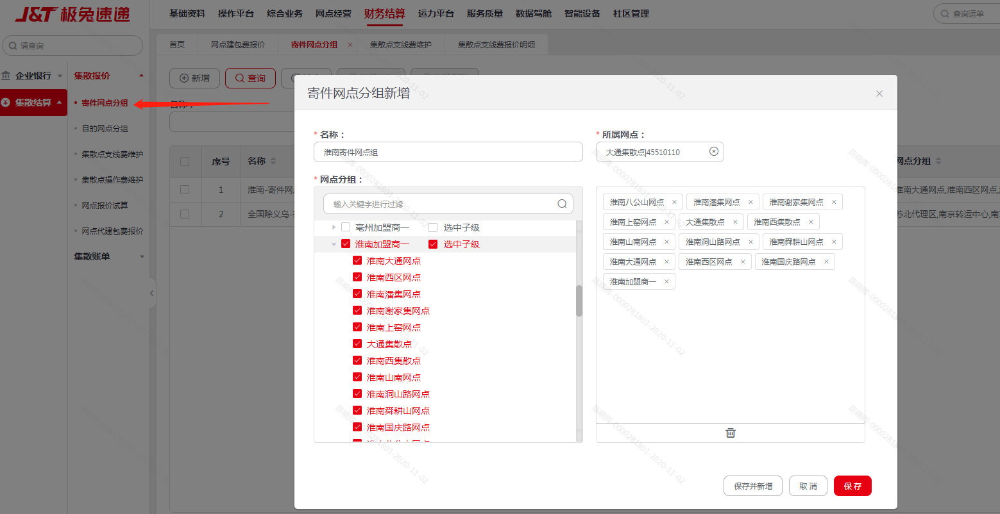 J&T 极兔速递
基础资料 操作平台 综合业务 网点经营 财务结算 运力平台 服务质量 数据驾舱 智能设备 社区管理
查询运单
请查询
首页 网点建包费报价 寄件网点分组 × 集散点支线费维护 集散点支线费报价明细
企业银行
集散结算
集散报价
寄件网点分组
目的网点分组
集散点支线费维护
集散点操作费维护
网点报价试算
网点代建包费报价
集散账单
新增 查询
名称：
序号 名称
网点分组
1 淮南-寄件网
淮南大通网点,淮南西区网点,
2 全国除义乌-
苏北代理区,南京转运中心,南
寄件网点分组新增
* 名称：
淮南寄件网点组
* 所属网点：
大通集散点|45510110
* 网点分组：
输入关键字进行过滤
亳州加盟商一 选中子级
淮南加盟商一 选中子级
淮南大通网点
淮南西区网点
淮南潘集网点
淮南谢家集网点
淮南上窑网点
大通集散点
淮南西集散点
淮南山南网点
淮南洞山路网点
淮南舜耕山网点
淮南国庆路网点
淮南八公山网点 × 淮南潘集网点 × 淮南谢家集网点 ×
淮南上窑网点 × 大通集散点 × 淮南西集散点 ×
淮南山南网点 × 淮南洞山路网点 × 淮南舜耕山网点 ×
淮南大通网点 × 淮南西区网点 × 淮南国庆路网点 ×
淮南加盟商一 ×
保存并新增 取消 保存
陈晓辉-0000281803-2020-11-02